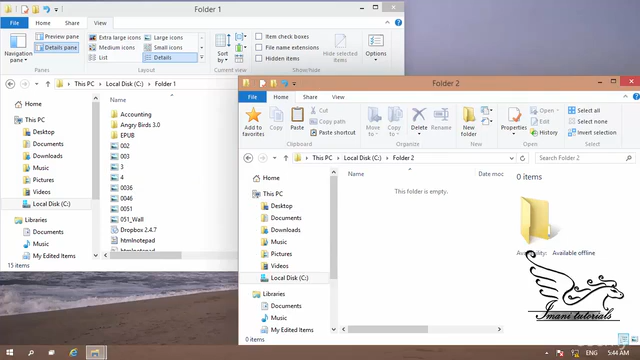 Folder 1
File
Home
Share
View
Navigation pane
Preview pane
Details pane
Panes
Extra large icons
Large icons
Medium icons
Small icons
List
Details
Layout
Sort by
Current view
Item check boxes
File name extensions
Hidden items
Show/hide
Options
This PC
Local Disk (C:)
Folder 1
Home
This PC
Desktop
Documents
Downloads
Music
Pictures
Videos
Local Disk (C:)
Libraries
Documents
Music
My Edited Items
Name
Accounting
Angry Birds 3.0
EPUB
002
003
3
4
0036
0046
0051
051_Wall
Dropbox 2.4.7
htmlnotepad
15 items
Folder 2
File
Home
Share
View
Add to favorites
Copy
Paste
Cut
Copy path
Paste shortcut
Move to
Copy to
Delete
Rename
New folder
Properties
Open
Edit
History
Select all
Select none
Invert selection
This PC
Local Disk (C:)
Folder 2
Search Folder 2
Home
This PC
Desktop
Documents
Downloads
Music
Pictures
Videos
Local Disk (C:)
Libraries
Documents
Music
My Edited Items
Name
Date moc
This folder is empty.
0 items
Availability:
Available offline
0 items
Imani tutorials
ENG
5:44 AM